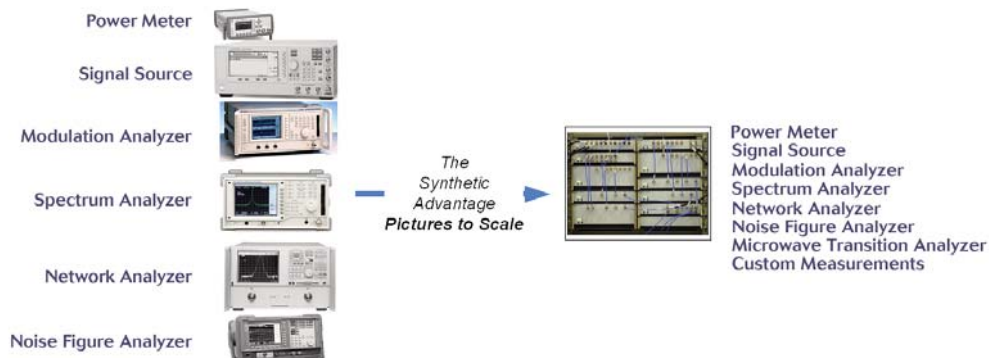 Power Meter
Signal Source
Modulation Analyzer
Spectrum Analyzer
Network Analyzer
Noise Figure Analyzer
The
Synthetic
Advantage
Pictures to Scale
Power Meter
Signal Source
Modulation Analyzer
Spectrum Analyzer
Network Analyzer
Noise Figure Analyzer
Microwave Transition Analyzer
Custom Measurements